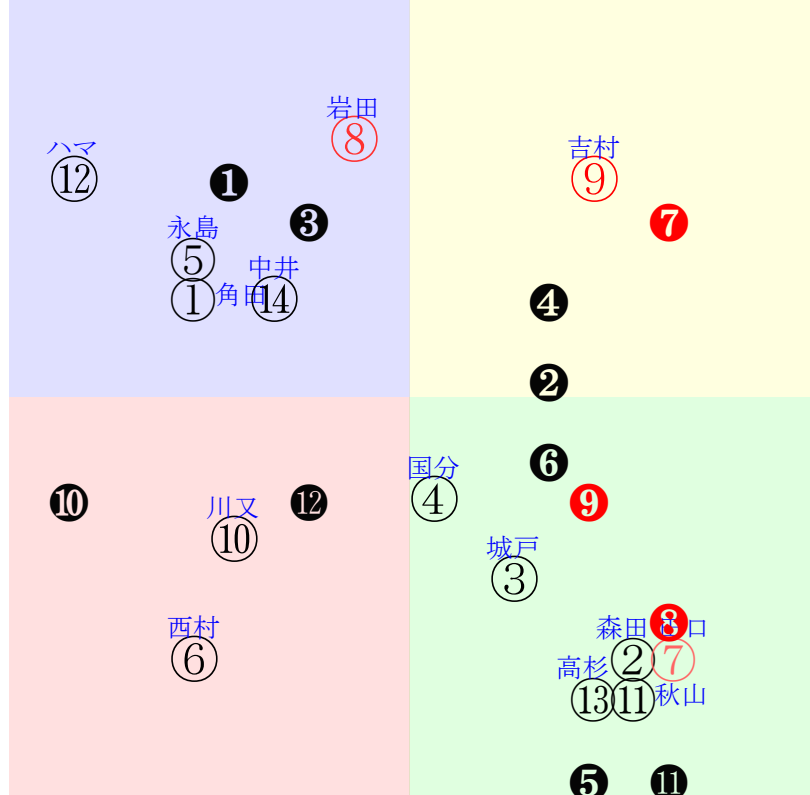 岩田
⑧
ハマ
⑫
❶
❸
永島
⑤
中井
① 角田
⑭
吉村
⑨
❼
❹
❷
国分
④
❻
❾
❿
川又
⑩
⓬
城戸
③
西村
⑥
森田
②
❽
口
⑦
高杉
⑬
⑪ 秋山
❺
⓫